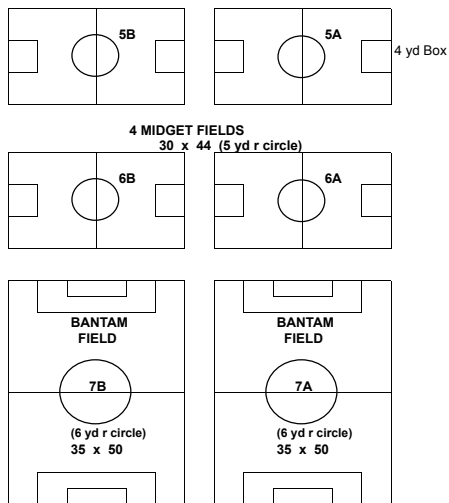 5B
5A
4 yd Box
4 MIDGET FIELDS
30 x 44 (5 yd r circle)
6B
6A
BANTAM
FIELD
7B
(6 yd r circle)
35 x 50
BANTAM
FIELD
7A
(6 yd r circle)
35 x 50